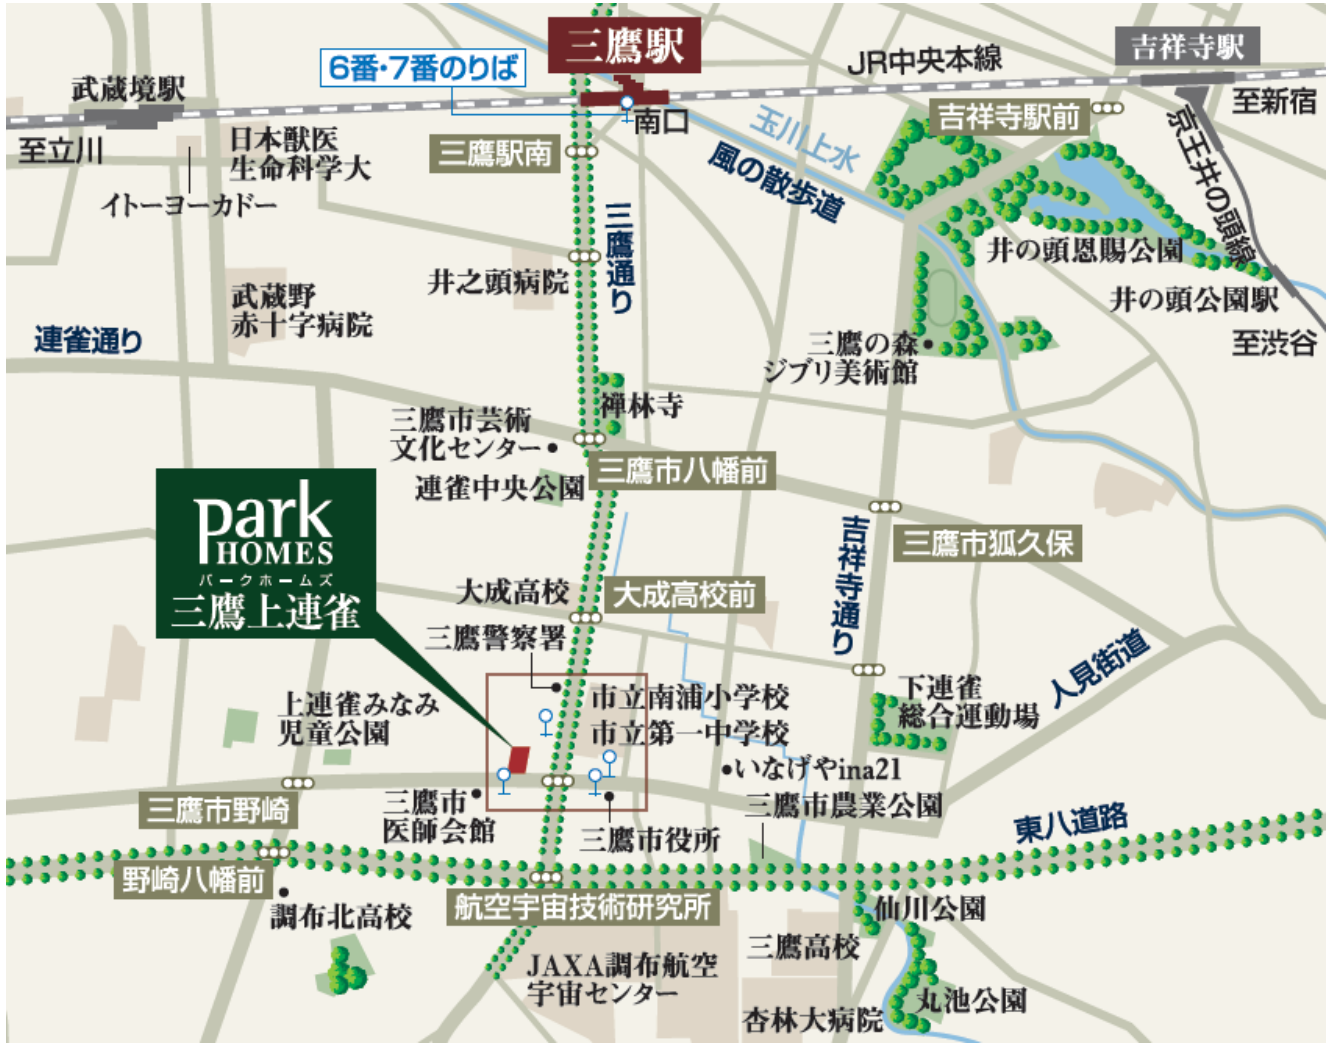 三鷹駅
吉祥寺駅
6番・7番のりば
JR中央本線
武蔵境駅
至新宿
南口
吉祥寺駅前
玉川上水
京王井の頭線
至立川
日本獣医
生命科学大
三鷹駅南
風の散歩道
イトーヨーカドー
三鷹通り
井の頭恩賜公園
井之頭病院
井の頭公園駅
武蔵野
赤十字病院
連雀通り
三鷹の森
ジブリ美術館
至渋谷
禅林寺
三鷹市芸術
文化センター
三鷹市八幡前
連雀中央公園
park
HOMES
パークホームズ
三鷹上連雀
吉祥寺通り
三鷹市狐久保
大成高校
大成高校前
三鷹警察署
人見街道
上連雀みなみ
児童公園
市立南浦小学校
市立第一中学校
下連雀
総合運動場
いなげやina21
三鷹市野崎
三鷹市
医師会館
三鷹市農業公園
三鷹市役所
東八道路
野崎八幡前
航空宇宙技術研究所
調布北高校
仙川公園
三鷹高校
JAXA調布航空
宇宙センター
丸池公園
杏林大病院